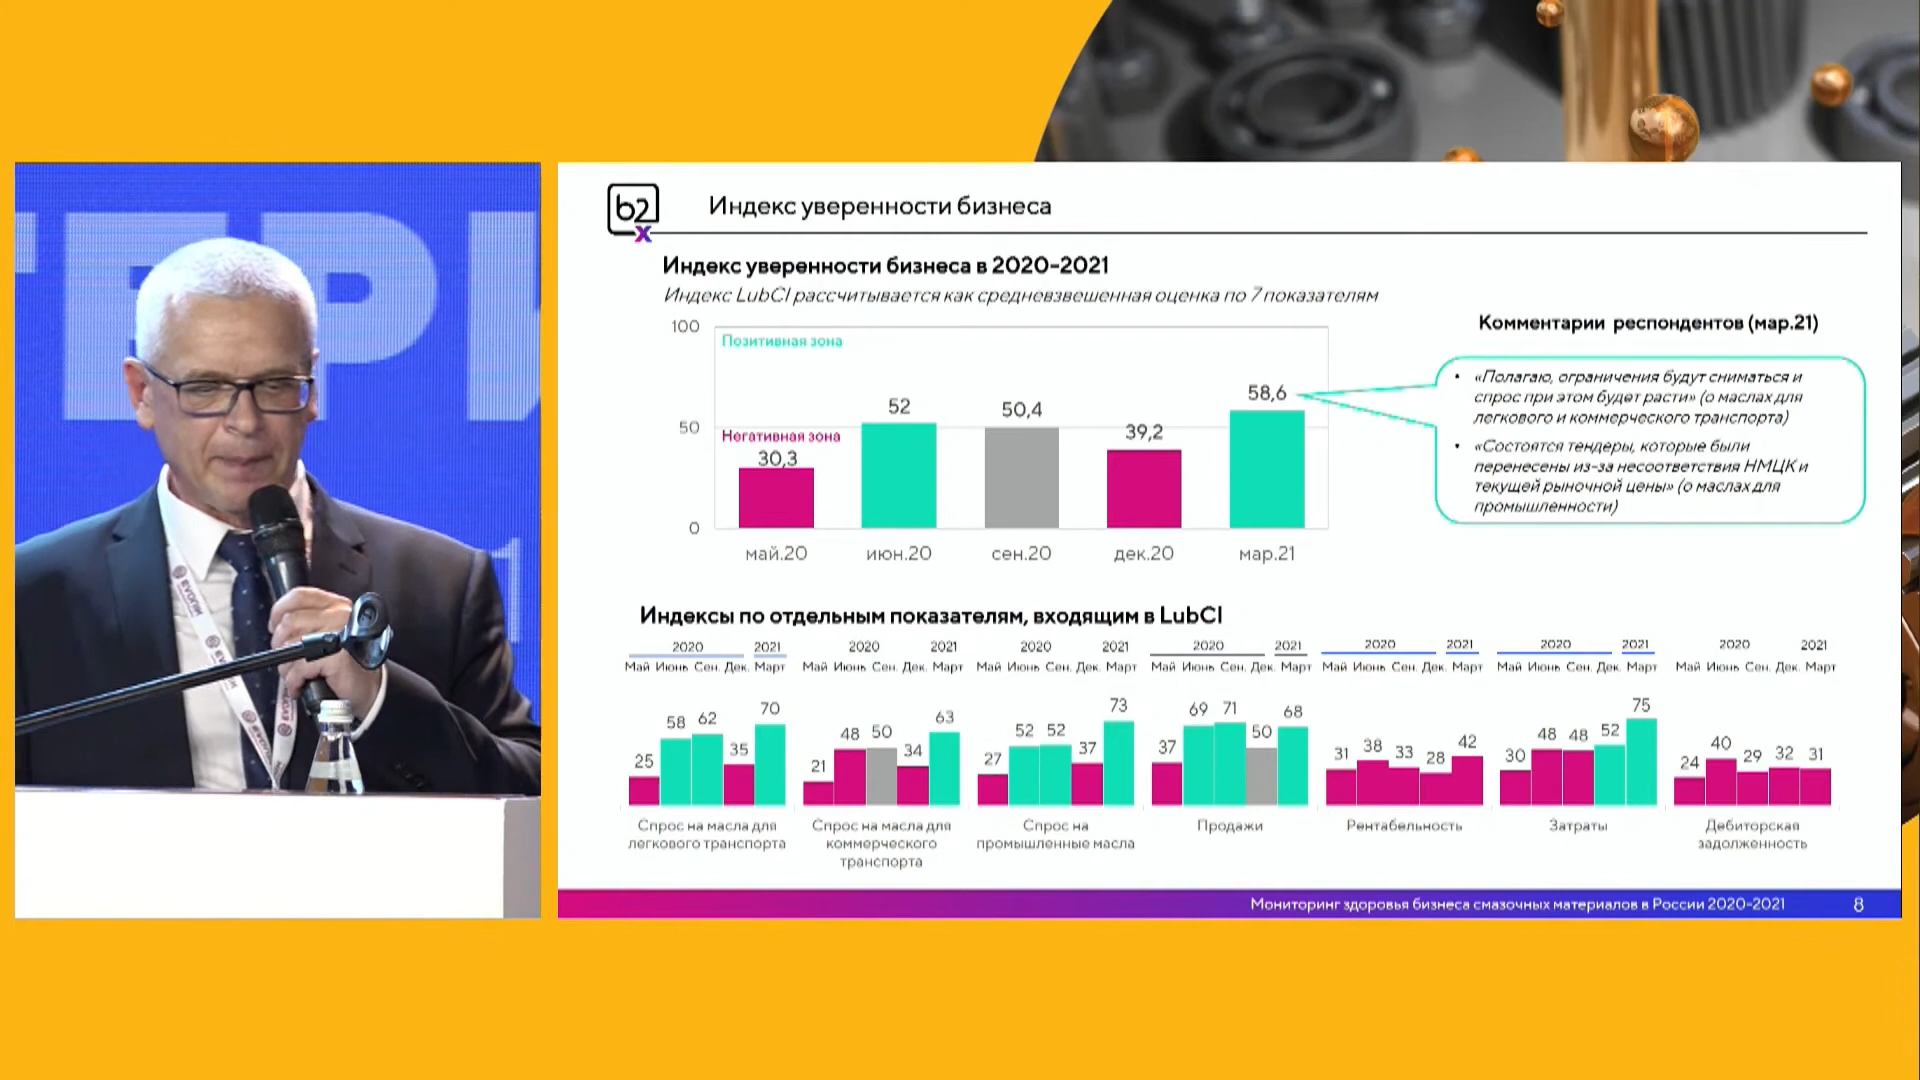 ТЕРИ
1
EVONIK
b2x
Индекс уверенности бизнеса
Индекс уверенности бизнеса в 2020-2021
Индекс LubCI рассчитывается как средневзвешенная оценка по 7 показателям
100
50
0
Позитивная зона
Негативная зона
30,3
52
50,4
39,2
58,6
май.20
июн.20
сен.20
дек.20
мар.21
Комментарии респондентов (мар.21)
• «Полагаю, ограничения будут сниматься и
спрос при этом будет расти» (о маслах для
легкового и коммерческого транспорта)
• «Состоятся тендеры, которые были
перенесены из-за несоответствия НМЦК и
текущей рыночной цены» (о маслах для
промышленности)
Индексы по отдельным показателям, входящим в LubCI
2020 2021
Май Июнь Сен. Дек. Март
25 58 62 35 70
Спрос на масла для
легкового транспорта
2020 2021
Май Июнь Сен. Дек. Март
21 48 50 34 63
Спрос на масла для
коммерческого
транспорта
2020 2021
Май Июнь Сен. Дек. Март
27 52 52 37 73
Спрос на
промышленные масла
2020 2021
Май Июнь Сен. Дек. Март
37 69 71 50 68
Продажи
2020 2021
Май Июнь Сен. Дек. Март
31 38 33 28 42
Рентабельность
2020 2021
Май Июнь Сен. Дек. Март
30 48 48 52 75
Затраты
2020 2021
Май Июнь Сен. Дек. Март
24 40 29 32 31
Дебиторская
задолженность
Мониторинг здоровья бизнеса смазочных материалов в России 2020-2021
8